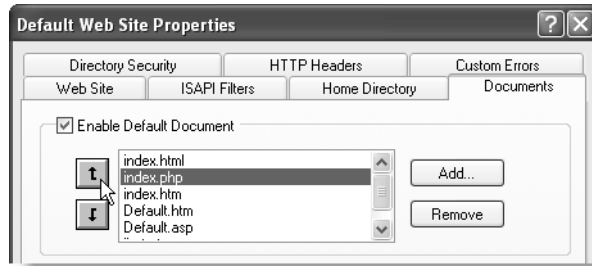 Default Web Site Properties
Directory Security HTTP Headers Custom Errors
Web Site ISAPI Filters Home Directory Documents
Enable Default Document
index.html
index.php
index.htm
Default.htm
Default.asp
Add...
Remove